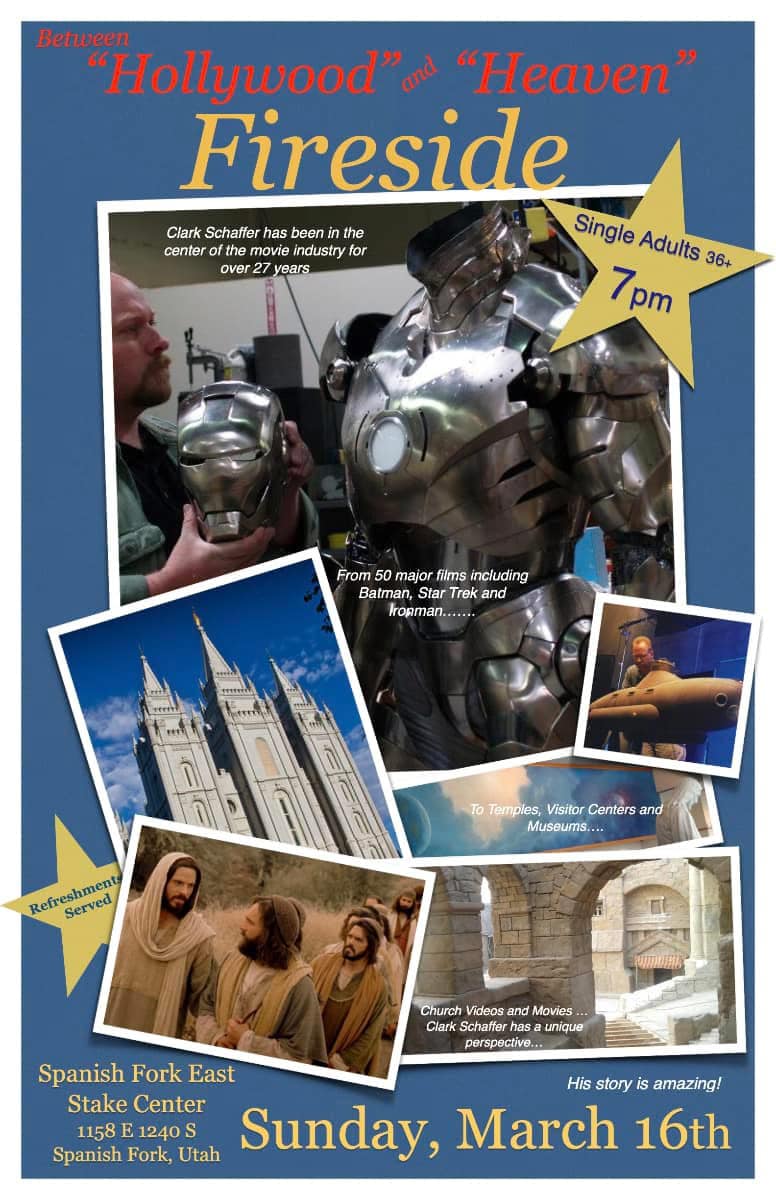 Between
“Hollywood” and “Heaven”
Fireside
Clark Schaffer has been in the
center of the movie industry for
over 27 years
Single Adults 36+
7pm
From 50 major films including
Batman, Star Trek and
Ironman…….
To Temples, Visitor Centers and
Museums….
Refreshments
Served
Church Videos and Movies …
Clark Schaffer has a unique
perspective…
His story is amazing!
Spanish Fork East
Stake Center
1158 E 1240 S
Spanish Fork, Utah
Sunday, March 16th